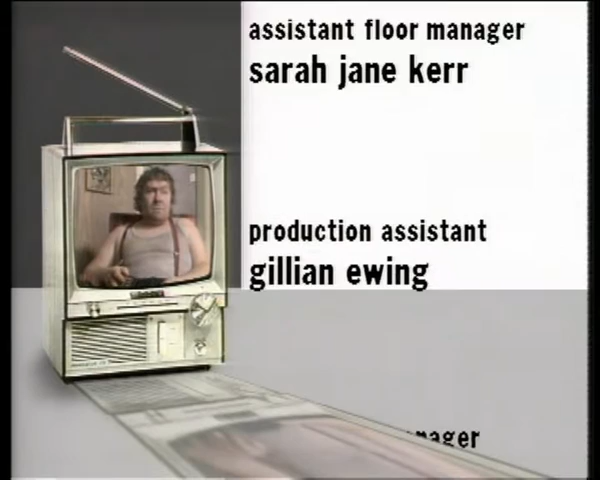 assistant floor manager
sarah jane kerr
production assistant
gillian ewing